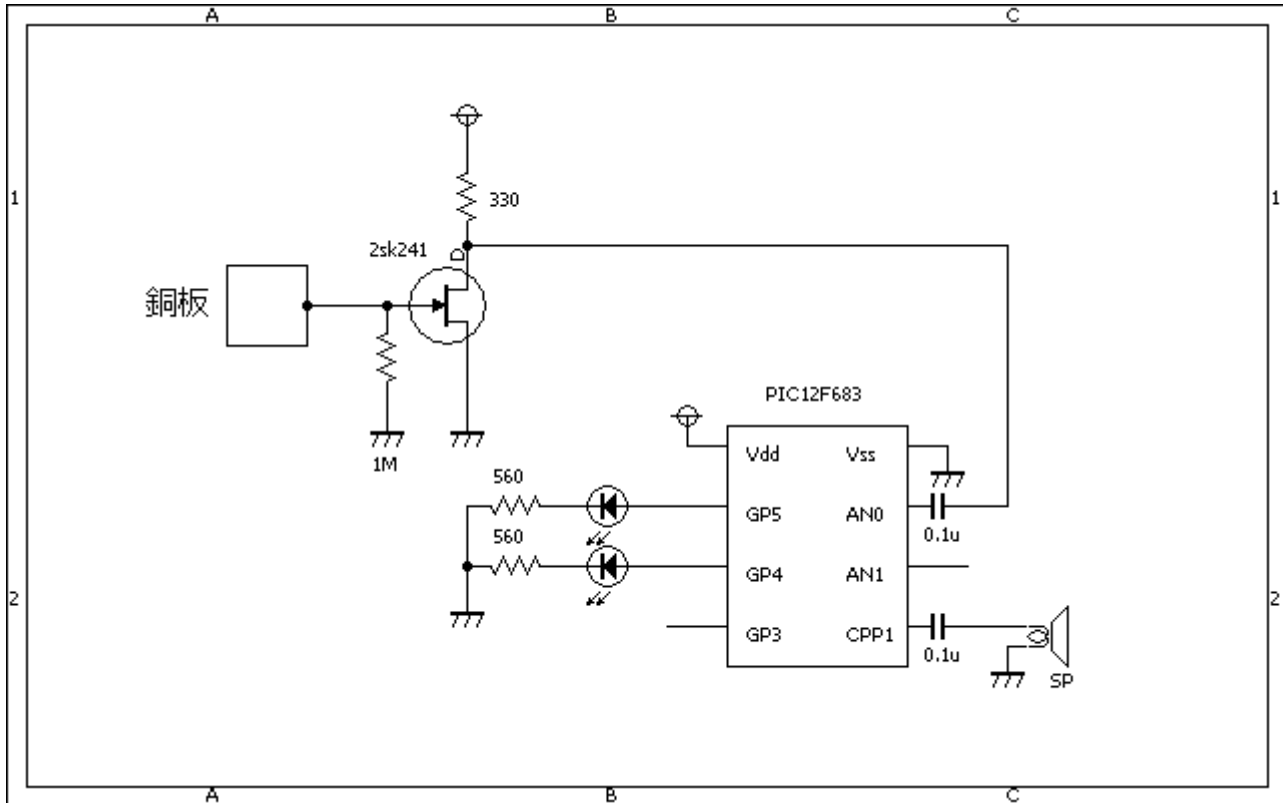 A
B
C
1
1
330
2sk241
D
銅板
1M
PIC12F683
Vdd
Vss
560
GP5
AN0
0.1u
560
GP4
AN1
2
2
GP3
CPP1
0.1u
SP
A
B
C